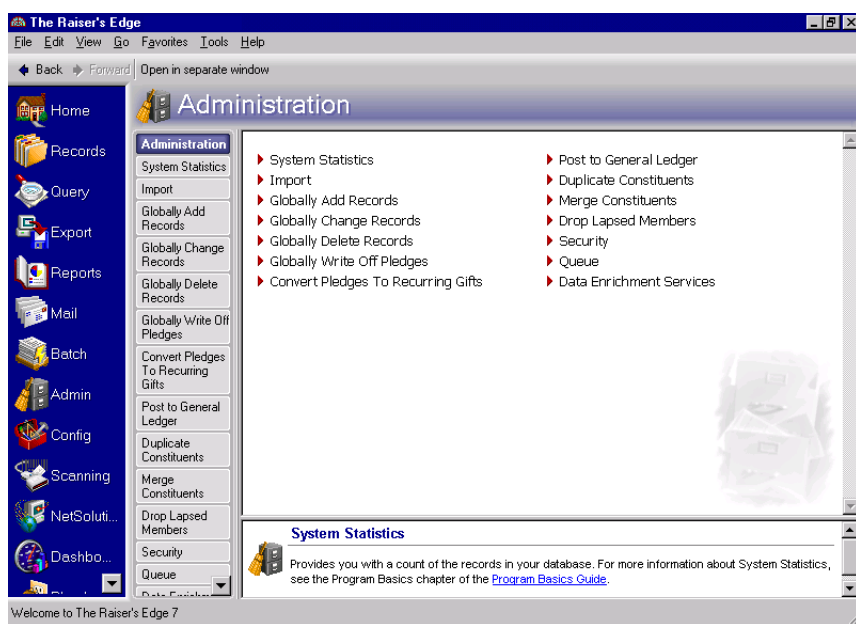 The Raiser's Edge
File Edit View Go Favorites Tools Help
Back Forward Open in separate window
Home
Records
Query
Export
Reports
Mail
Batch
Admin
Config
Scanning
NetSoluti...
Dashbo...
Administration
Administration
System Statistics
Import
Globally Add
Records
Globally Change
Records
Globally Delete
Records
Globally Write Off
Pledges
Convert Pledges
To Recurring
Gifts
Post to General
Ledger
Duplicate
Constituents
Merge
Constituents
Drop Lapsed
Members
Security
Queue
System Statistics
Import
Globally Add Records
Globally Change Records
Globally Delete Records
Globally Write Off Pledges
Convert Pledges To Recurring Gifts
Post to General Ledger
Duplicate Constituents
Merge Constituents
Drop Lapsed Members
Security
Queue
Data Enrichment Services
System Statistics
Provides you with a count of the records in your database. For more information about System Statistics,
see the Program Basics chapter of the Program Basics Guide.
Welcome to The Raiser's Edge 7